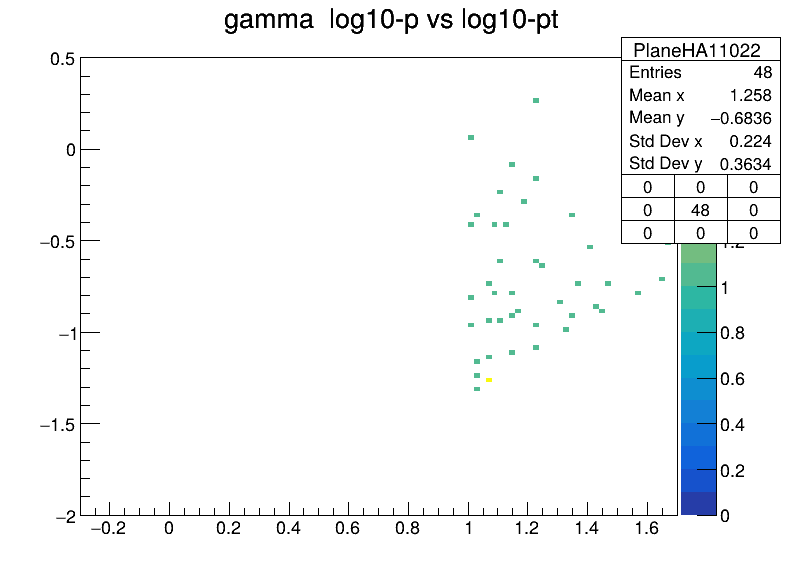 gamma  log10-p vs log10-pt
PlaneHA11022
Entries 48
Mean x 1.258
Mean y −0.6836
Std Dev x 0.224
Std Dev y 0.3634
0 0 0
0 48 0
0 0 0
0.5
0
−0.5
−1
−1.5
−2
−0.2 0 0.2 0.4 0.6 0.8 1 1.2 1.4 1.6
1.2
1
0.8
0.6
0.4
0.2
0